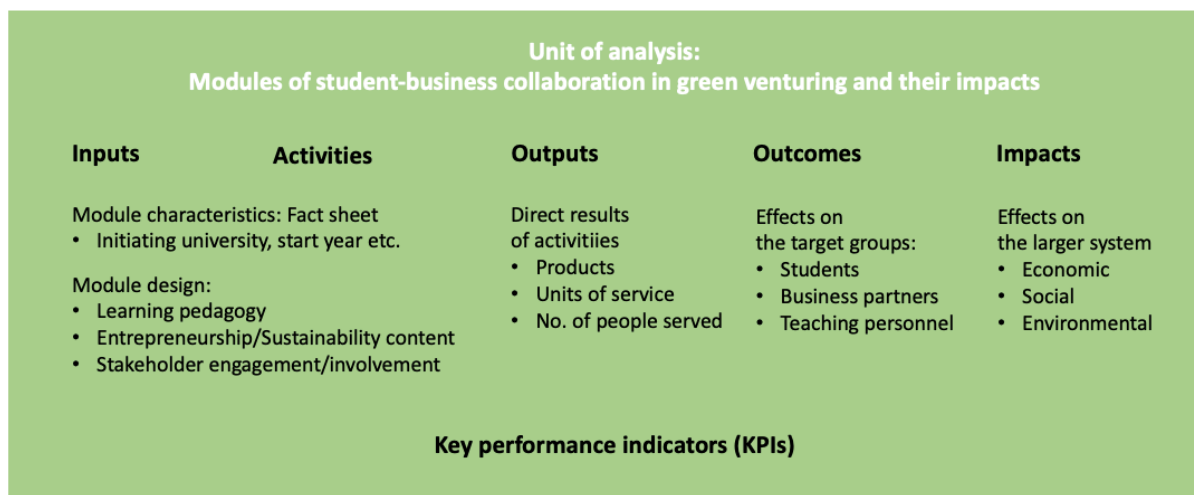 Unit of analysis:
Modules of student-business collaboration in green venturing and their impacts
Inputs
Activities
Outputs
Outcomes
Impacts
Module characteristics: Fact sheet
• Initiating university, start year etc.
Module design:
• Learning pedagogy
• Entrepreneurship/Sustainability content
• Stakeholder engagement/involvement
Direct results
of activitiies
• Products
• Units of service
• No. of people served
Effects on
the target groups:
• Students
• Business partners
• Teaching personnel
Effects on
the larger system
• Economic
• Social
• Environmental
Key performance indicators (KPIs)